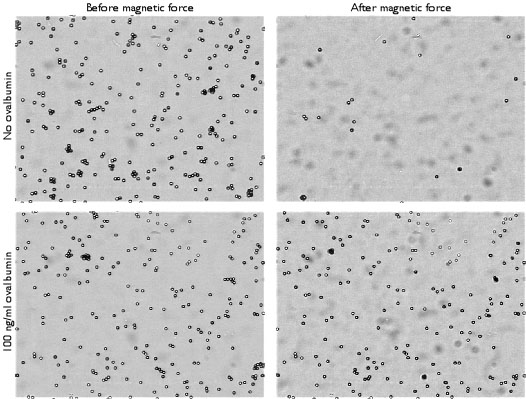 Before magnetic force
After magnetic force
No ovalbumin
100 ng/ml ovalbumin